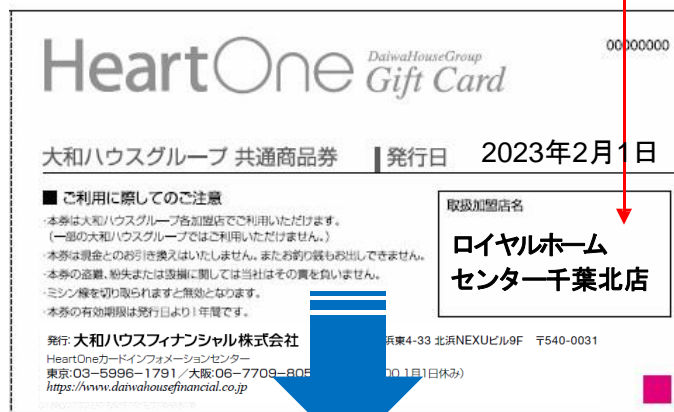 HeartOne DaiwaHouseGroup Gift Card
00000000
大和ハウスグループ 共通商品券 発行日 2023年2月1日
■ ご利用に際してのご注意
・本券は大和ハウスグループ各加盟店でご利用いただけます。
（一部の大和ハウスグループではご利用いただけません。）
・本券は現金とのお引き換えはいたしません。またお釣り銭もお出しできません。
・本券の盗難、紛失または毀損に関しては当社はその責を負いません。
・ミシン線を切り取られますと無効となります。
・本券の有効期限は発行日より1年間です。
取扱加盟店名
ロイヤルホーム
センター千葉北店
発行：大和ハウスフィナンシャル株式会社 浜東4-33 北浜NEXUビル9F 〒540-0031
HeartOneカードインフォメーションセンター
東京：03－5996－1791／大阪：06－7709－805 00 1月1日休み）
https://www.daiwahousefinancial.co.jp